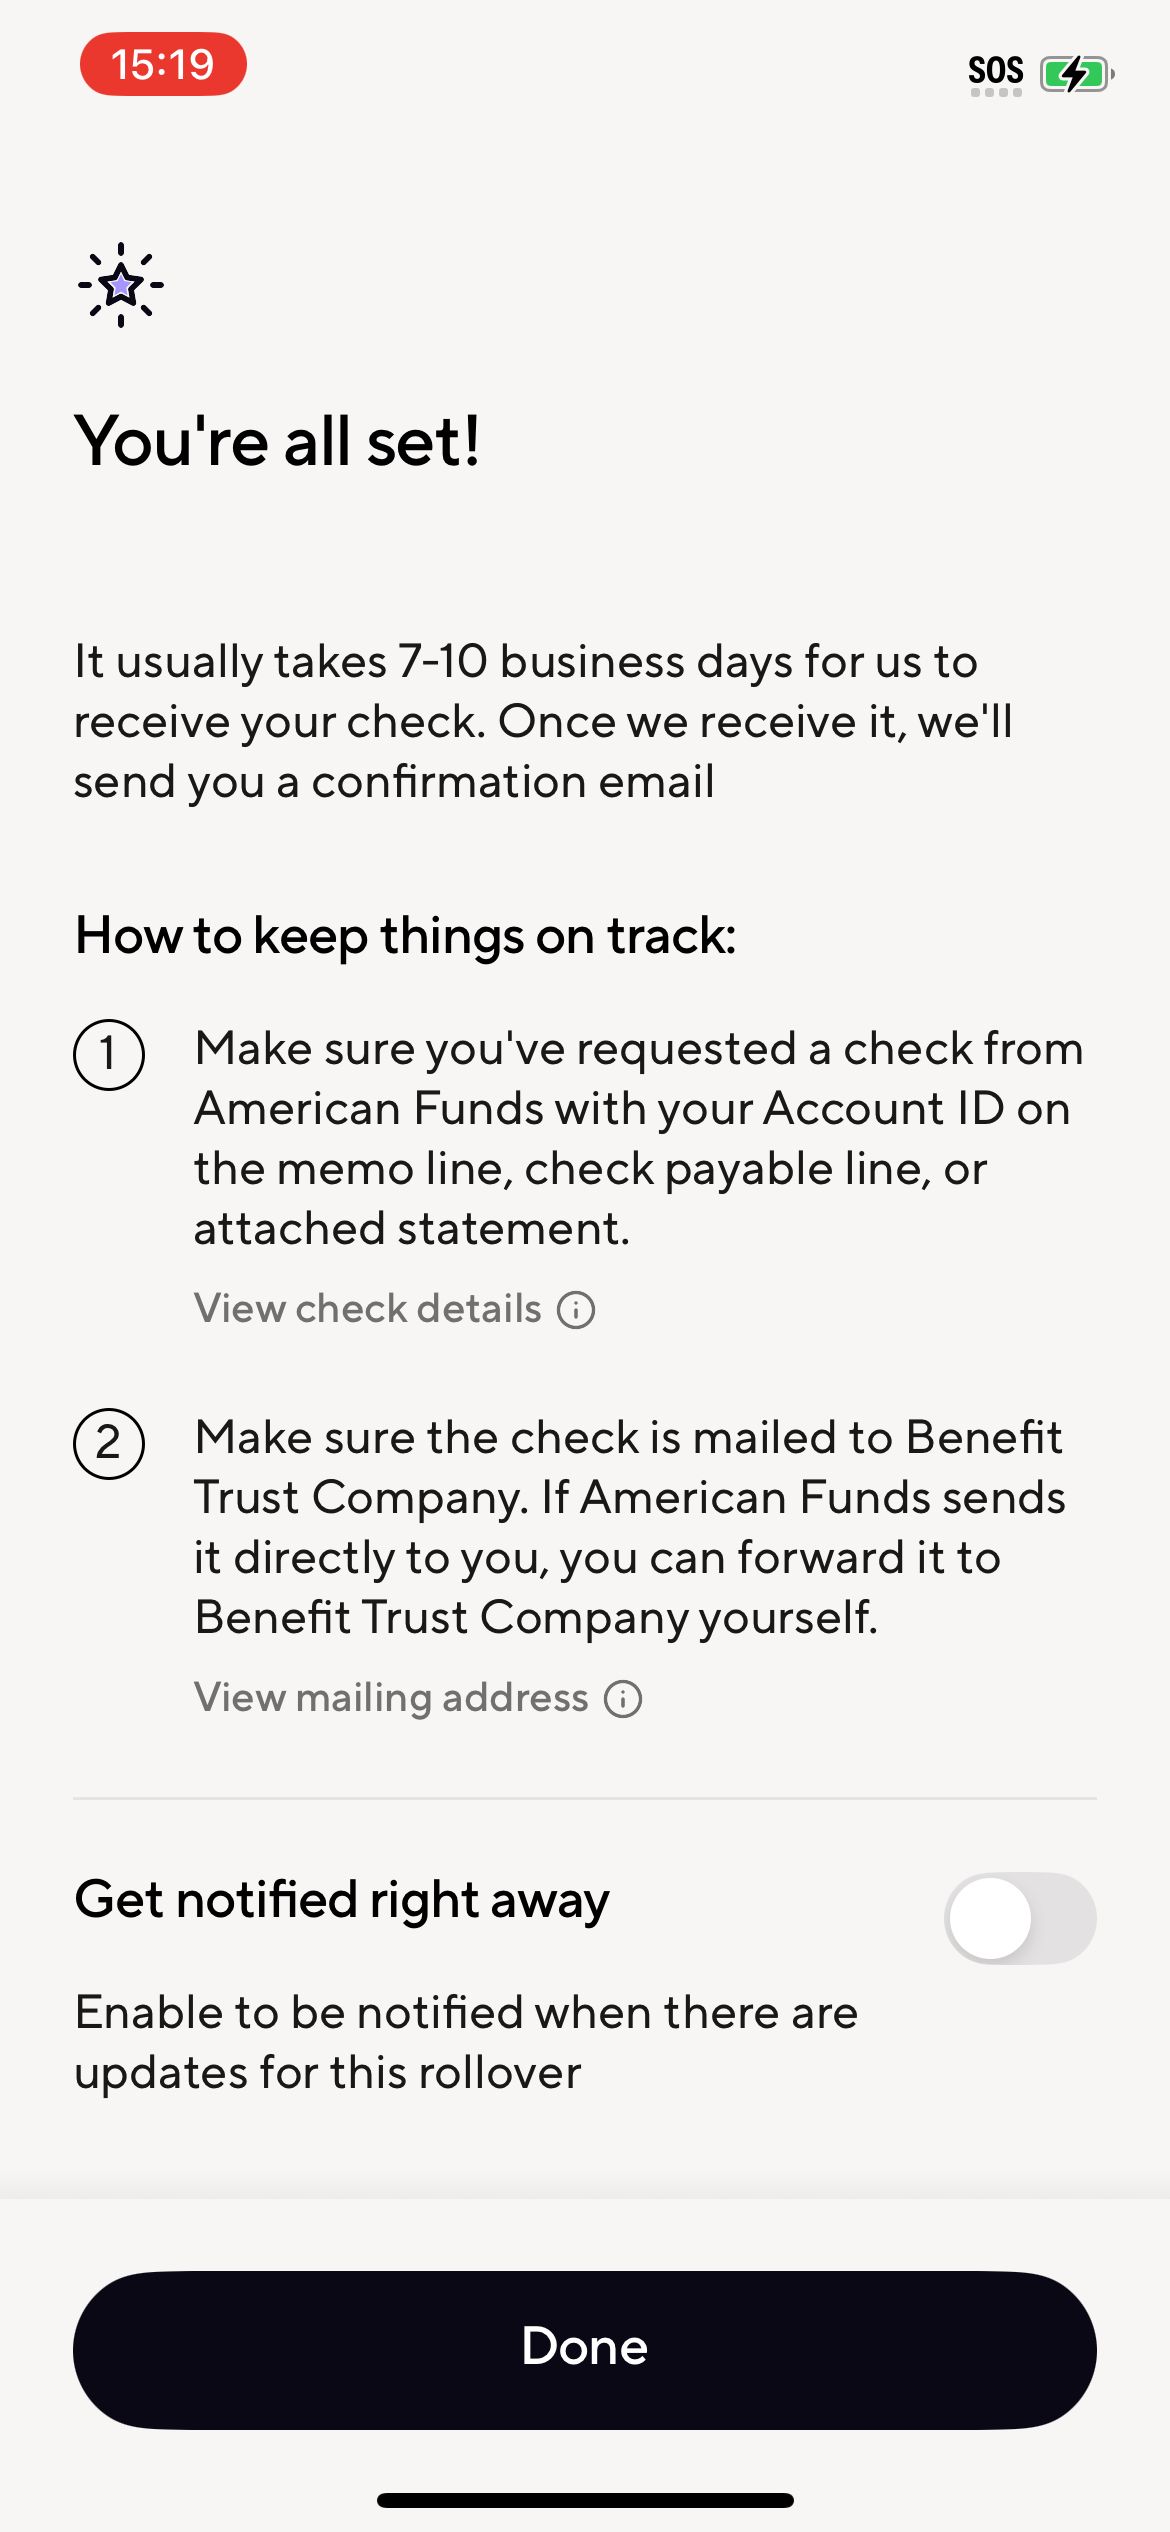 15:19
SOS
You're all set!
It usually takes 7-10 business days for us to
receive your check. Once we receive it, we'll
send you a confirmation email
How to keep things on track:
1
Make sure you've requested a check from
American Funds with your Account ID on
the memo line, check payable line, or
attached statement.
View check details
2
Make sure the check is mailed to Benefit
Trust Company. If American Funds sends
it directly to you, you can forward it to
Benefit Trust Company yourself.
View mailing address
Get notified right away
Enable to be notified when there are
updates for this rollover
Done